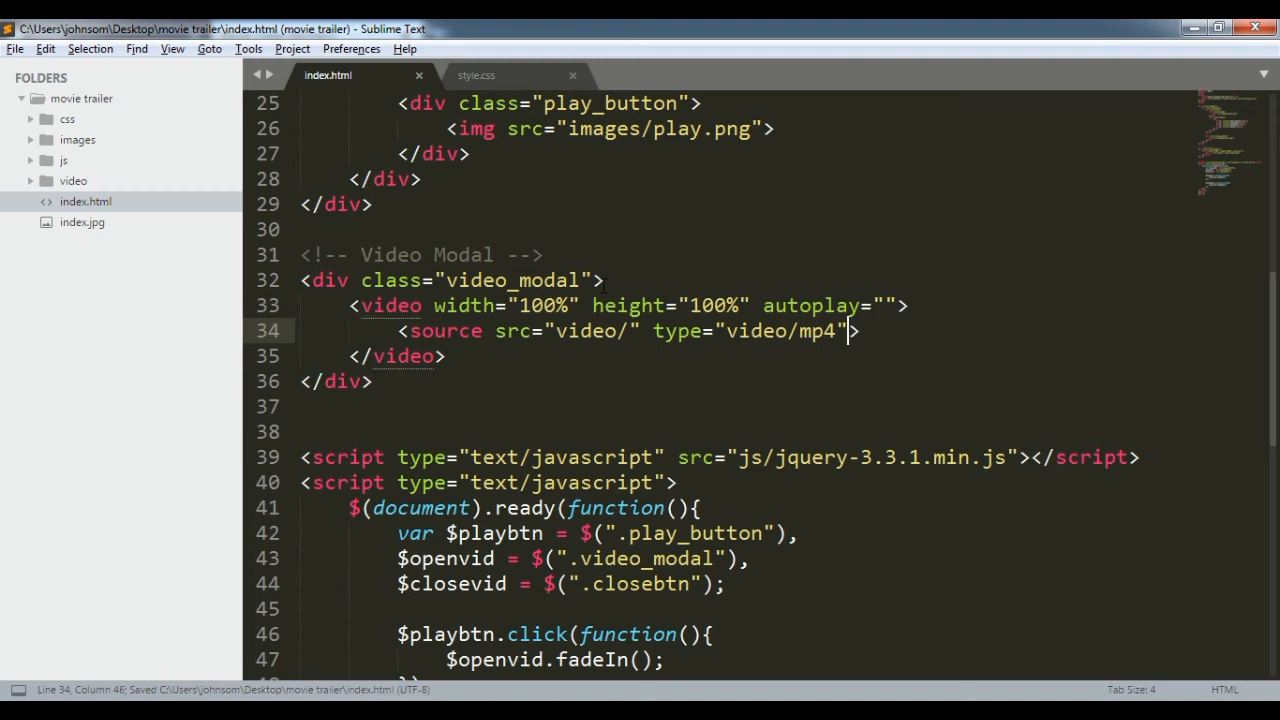 C:\Users\johnsom\Desktop\movie trailer\index.html (movie trailer) - Sublime Text
File Edit Selection Find View Goto Tools Project Preferences Help
FOLDERS
movie trailer
css
images
js
video
index.html
index.jpg
index.html × style.css ×
25 <div class="play_button">
26 <img src="images/play.png">
27 </div>
28 </div>
29 </div>
30
31 <!-- Video Modal -->
32 <div class="video_modal">
33 <video width="100%" height="100%" autoplay="">
34 <source src="video/" type="video/mp4">
35 </video>
36 </div>
37
38
39 <script type="text/javascript" src="js/jquery-3.3.1.min.js"></script>
40 <script type="text/javascript">
41 $(document).ready(function(){
42 var $playbtn = $(".play_button"),
43 $openvid = $(".video_modal"),
44 $closevid = $(".closebtn");
45
46 $playbtn.click(function(){
47 $openvid.fadeIn();
Line 34, Column 46; Saved C:\Users\johnsom\Desktop\movie trailer\index.html (UTF-8) Tab Size: 4 HTML